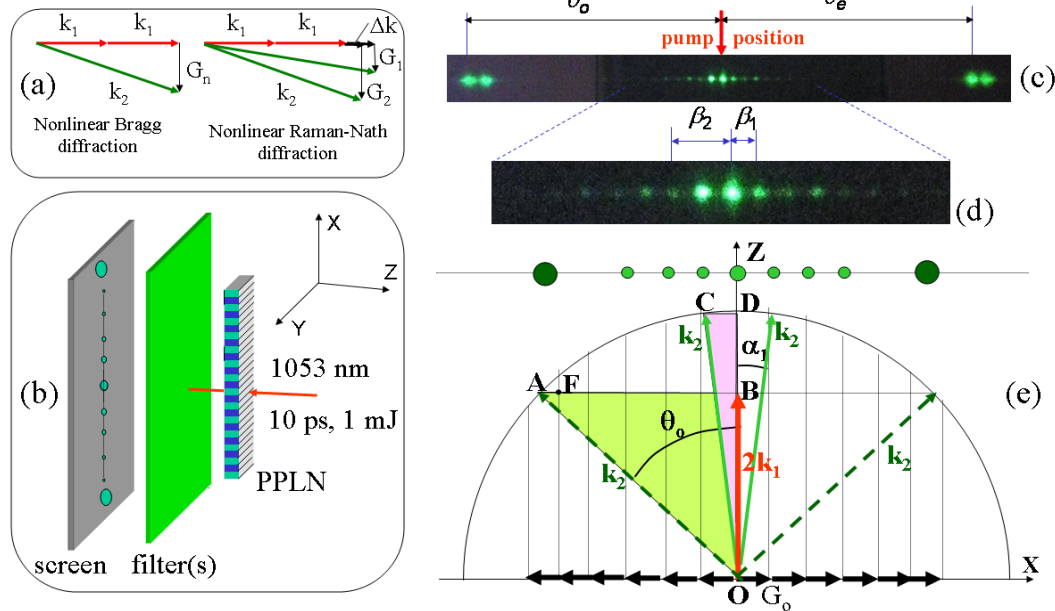 k₁ k₁
Gₙ
k₂
(a)
Nonlinear Bragg
diffraction
k₁ k₁ Δk
G₁
G₂
k₂
Nonlinear Raman-Nath
diffraction
X
Z
Y
(b)
1053 nm
10 ps, 1 mJ
PPLN
screen filter(s)
pump position
(c)
β₂ β₁
(d)
Z
C D
k₂ k₂
α₁
A F B
(e)
θₒ
k₂ 2k₁ k₂
X
O Gₒ